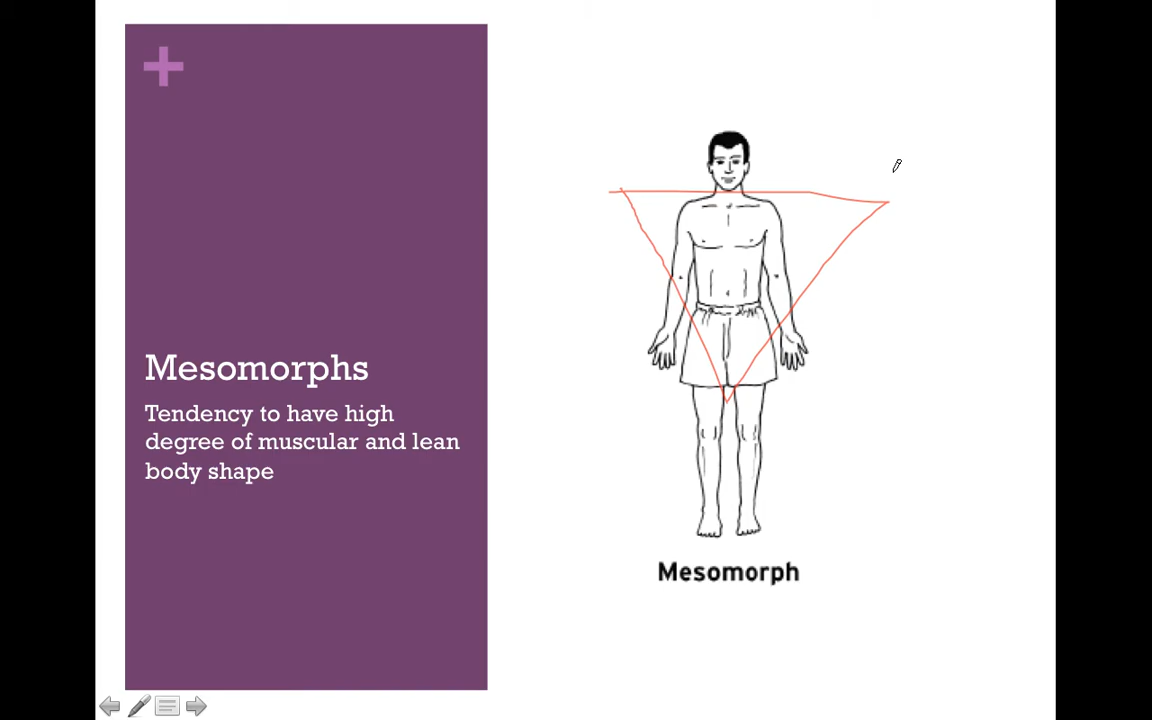 Mesomorphs
Tendency to have high
degree of muscular and lean
body shape
Mesomorph